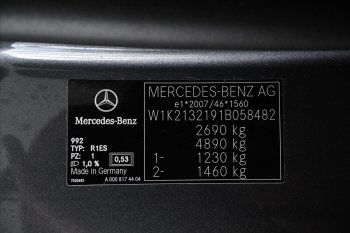 Mercedes-Benz
992
TYP: R1ES
PZ: 1
1,0 % 0,53
Made in Germany
7535443 A 000 817 44 04
MERCEDES-BENZ AG
e1*2007/46*1560
W1K2132191B058482
2690 kg
4890 kg
1- 1230 kg
2- 1460 kg